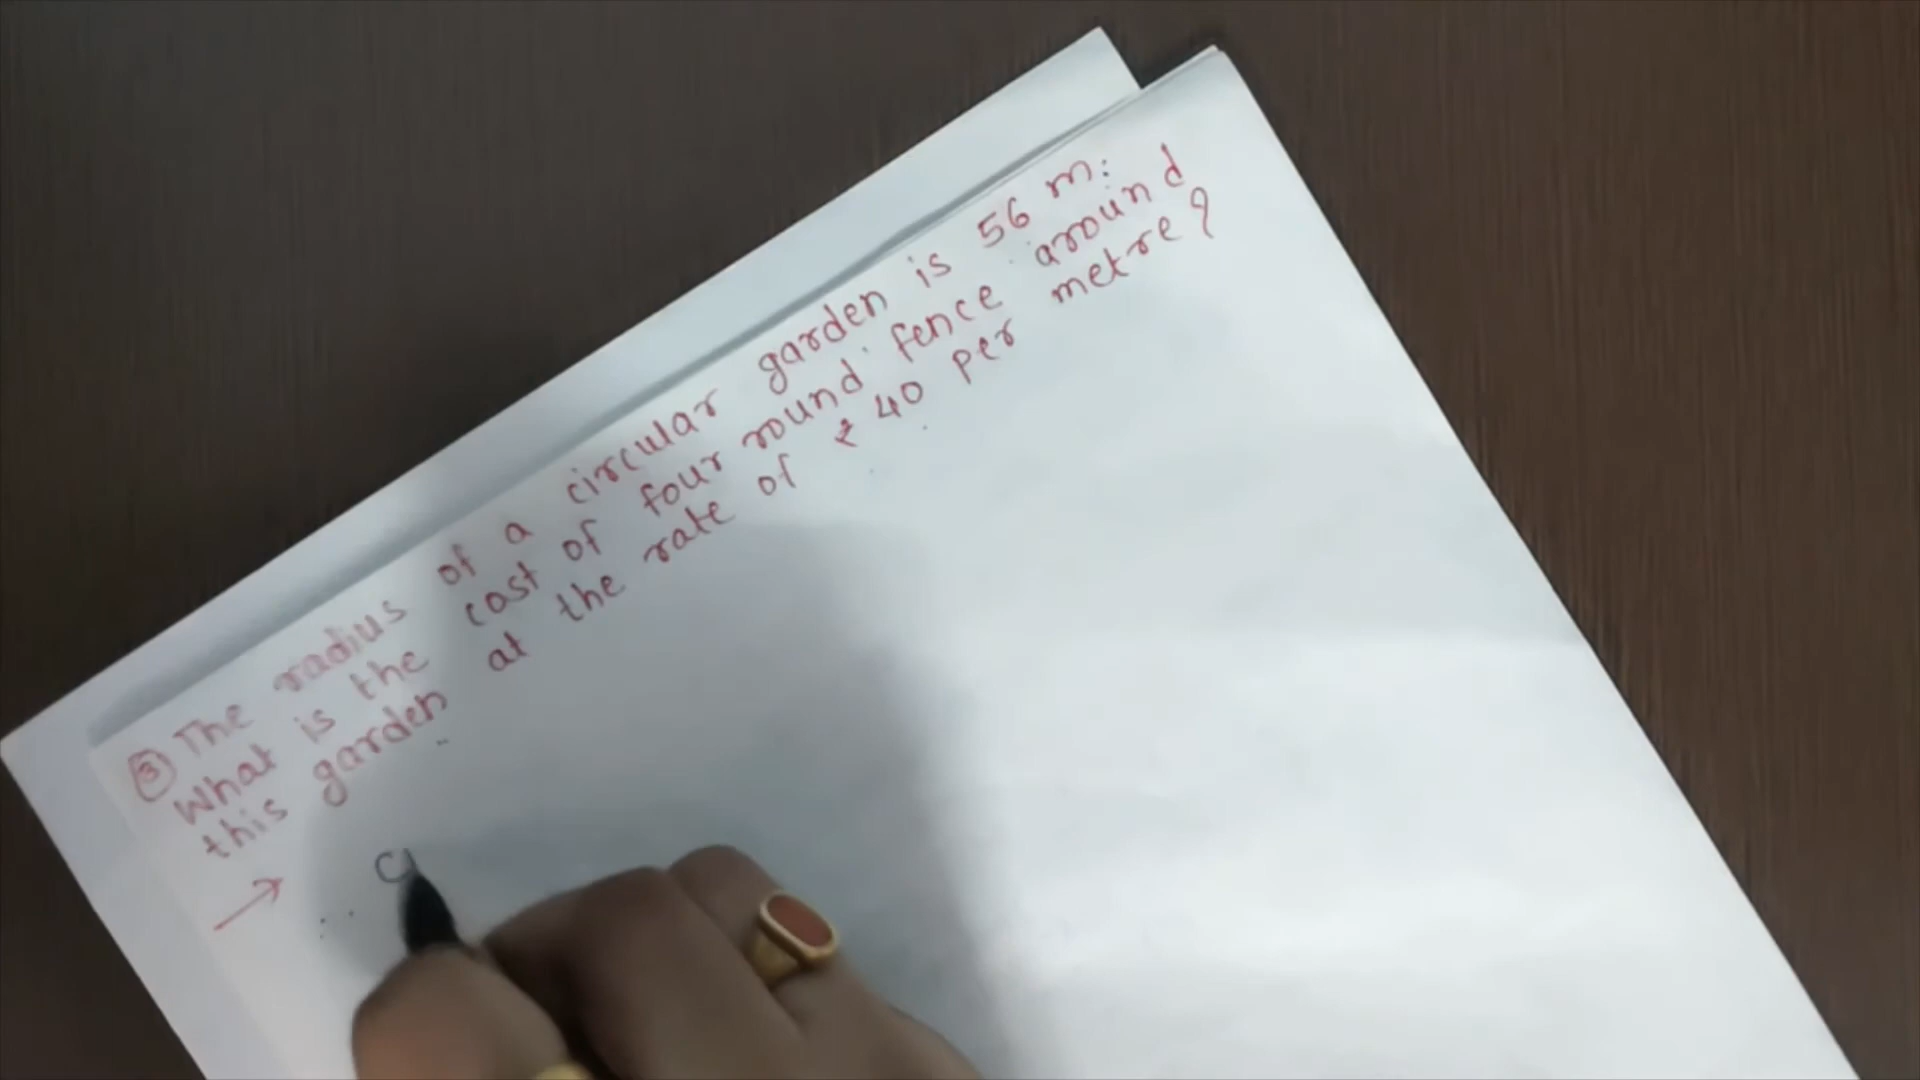 ③ The radius of a circular garden is 56 m.
What is the cost of four round fence around
this garden at the rate of ₹ 40 per metre?
→ Ci